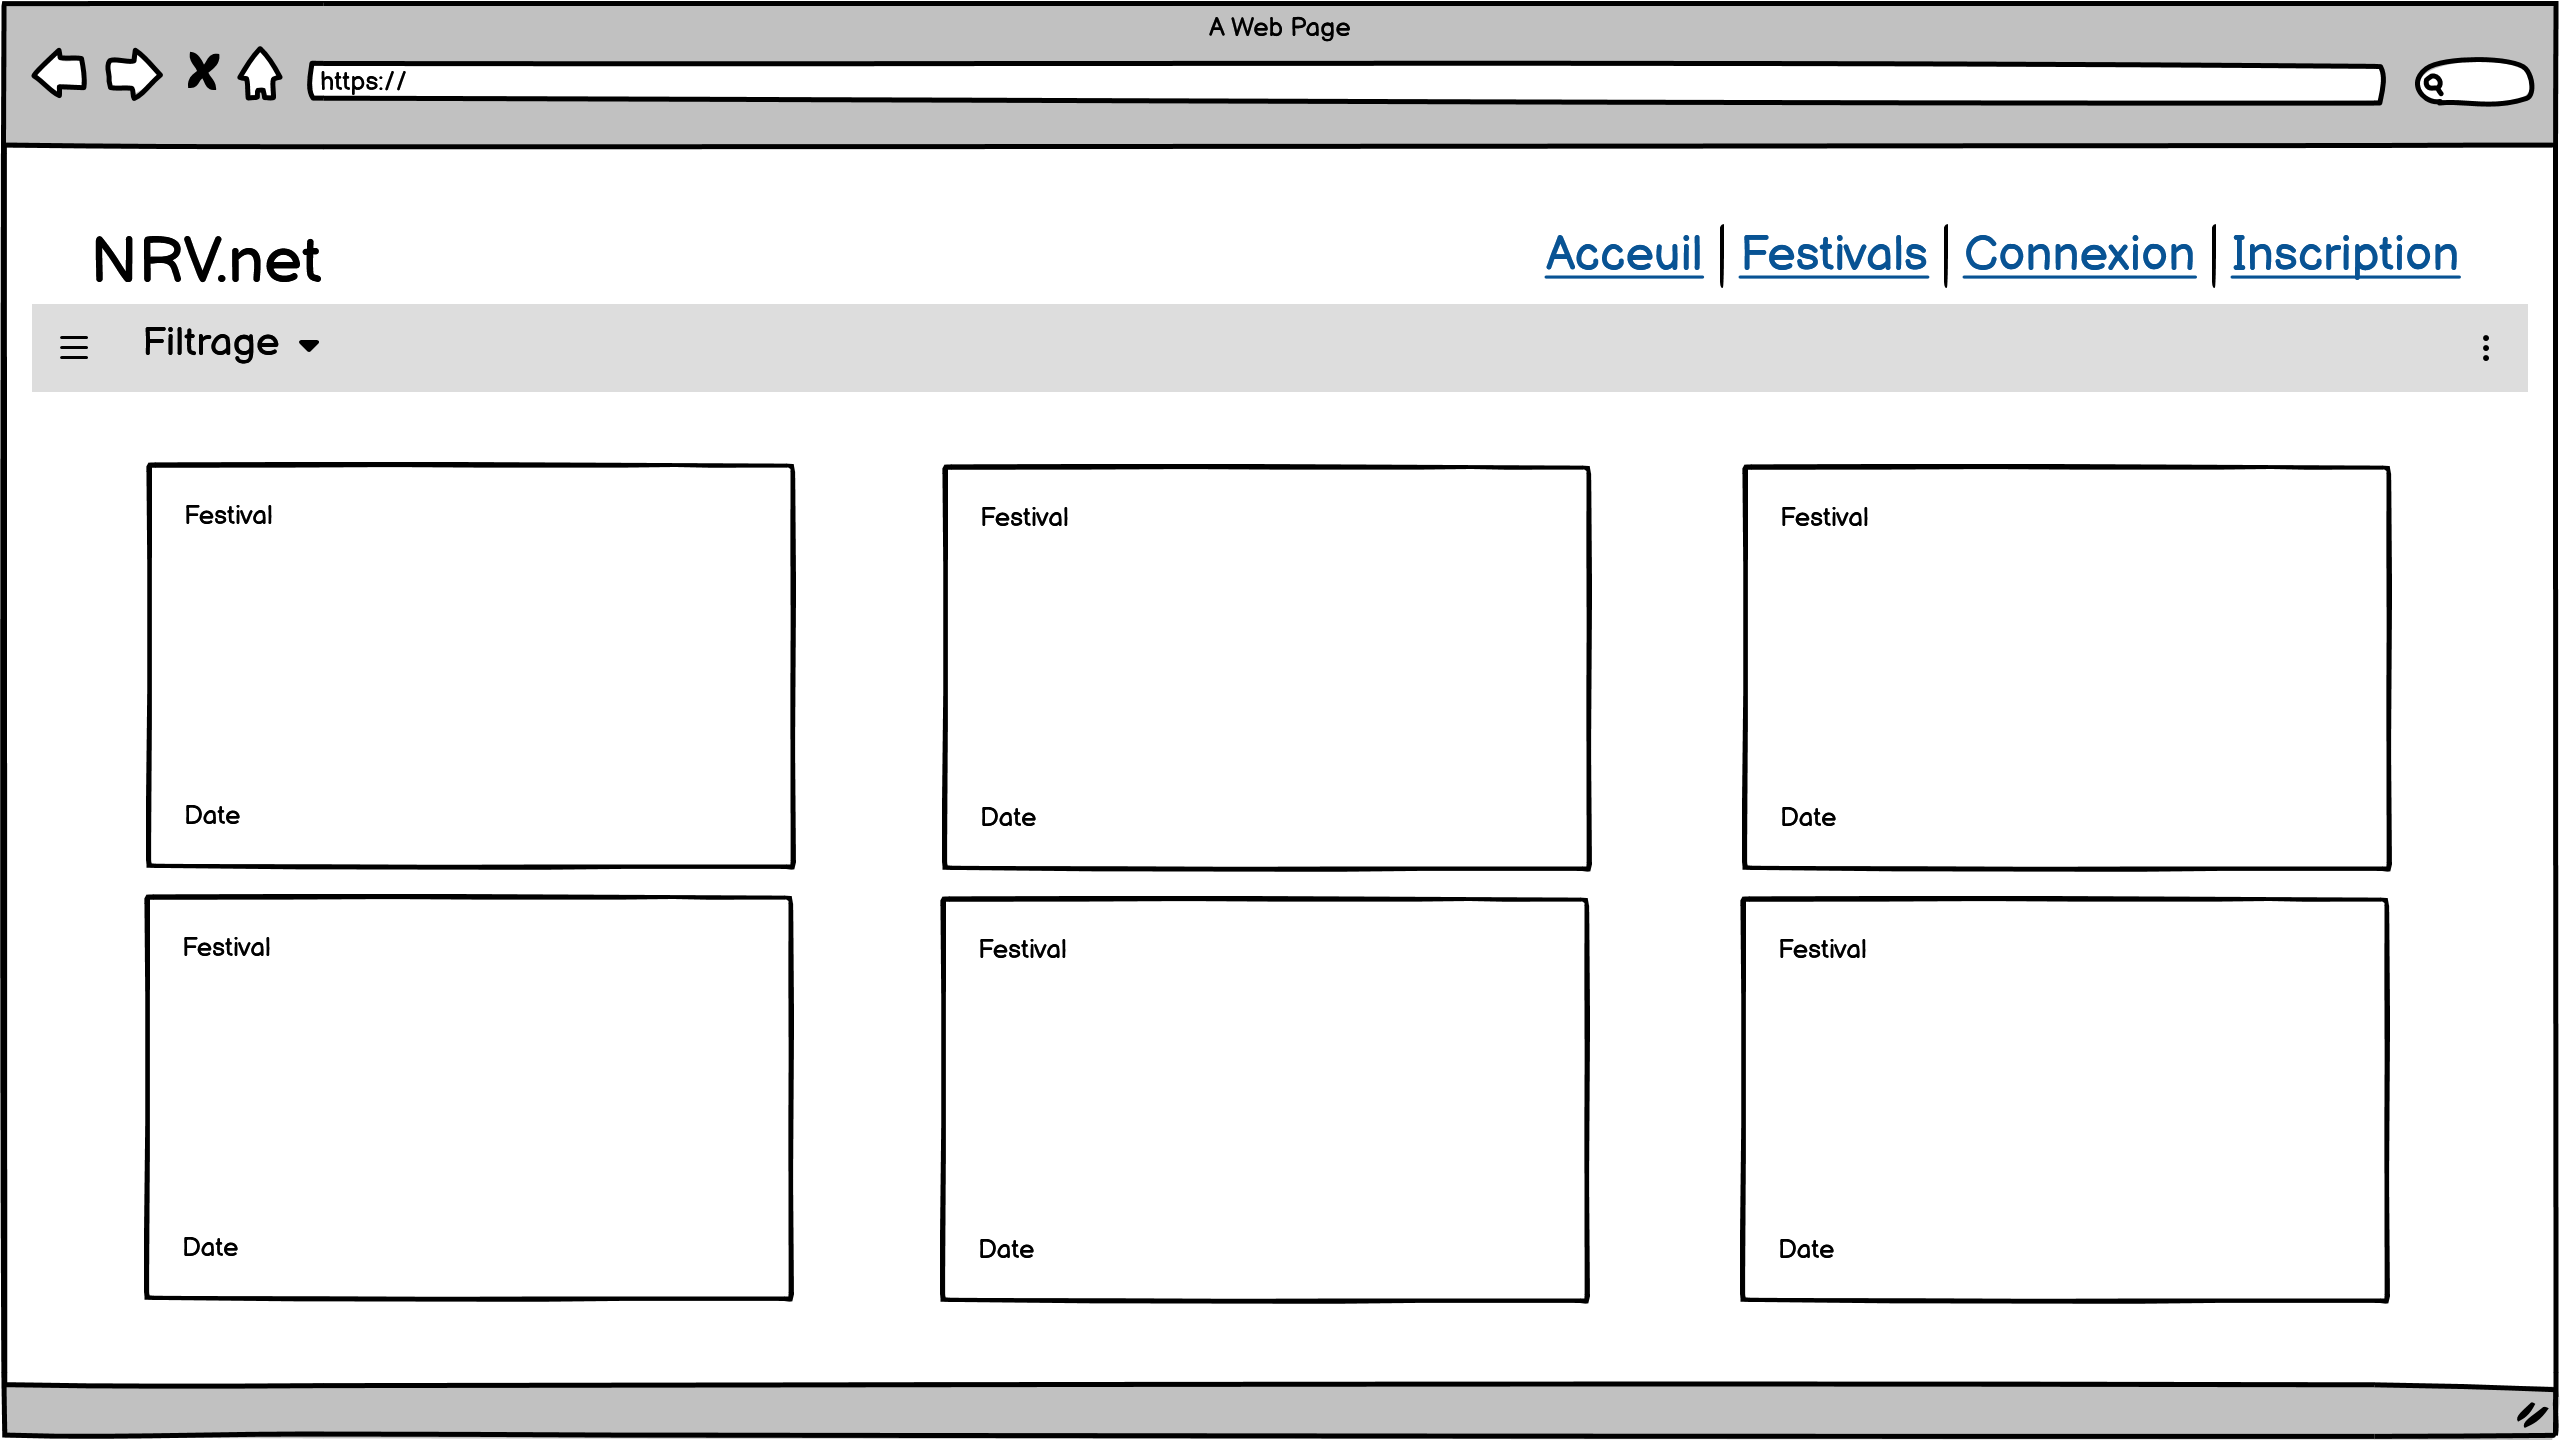 A Web Page
https://
NRV.net
Acceuil | Festivals | Connexion | Inscription
Filtrage
Festival
Festival
Festival
Date
Date
Date
Festival
Festival
Festival
Date
Date
Date